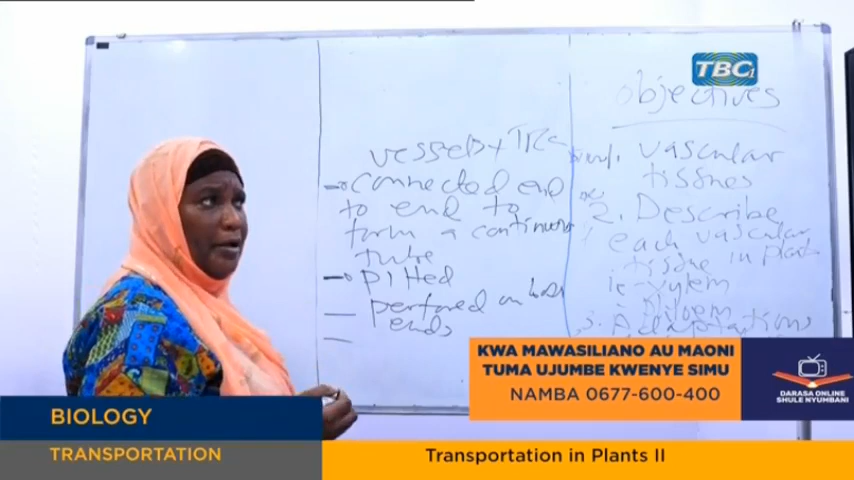 TBC1
objectives
vascular
tissues
2. Describe
each vascular
tissue in plants
ie xylem
phloem
3. Adaptations
vessels + TRC
connected end
to end to
form a continuous
tube
pitted
on both
ends
KWA MAWASILIANO AU MAONI
TUMA UJUMBE KWENYE SIMU
NAMBA 0677-600-400
DARASA ONLINE
SHULE NYUMBANI
BIOLOGY
TRANSPORTATION
Transportation in Plants II